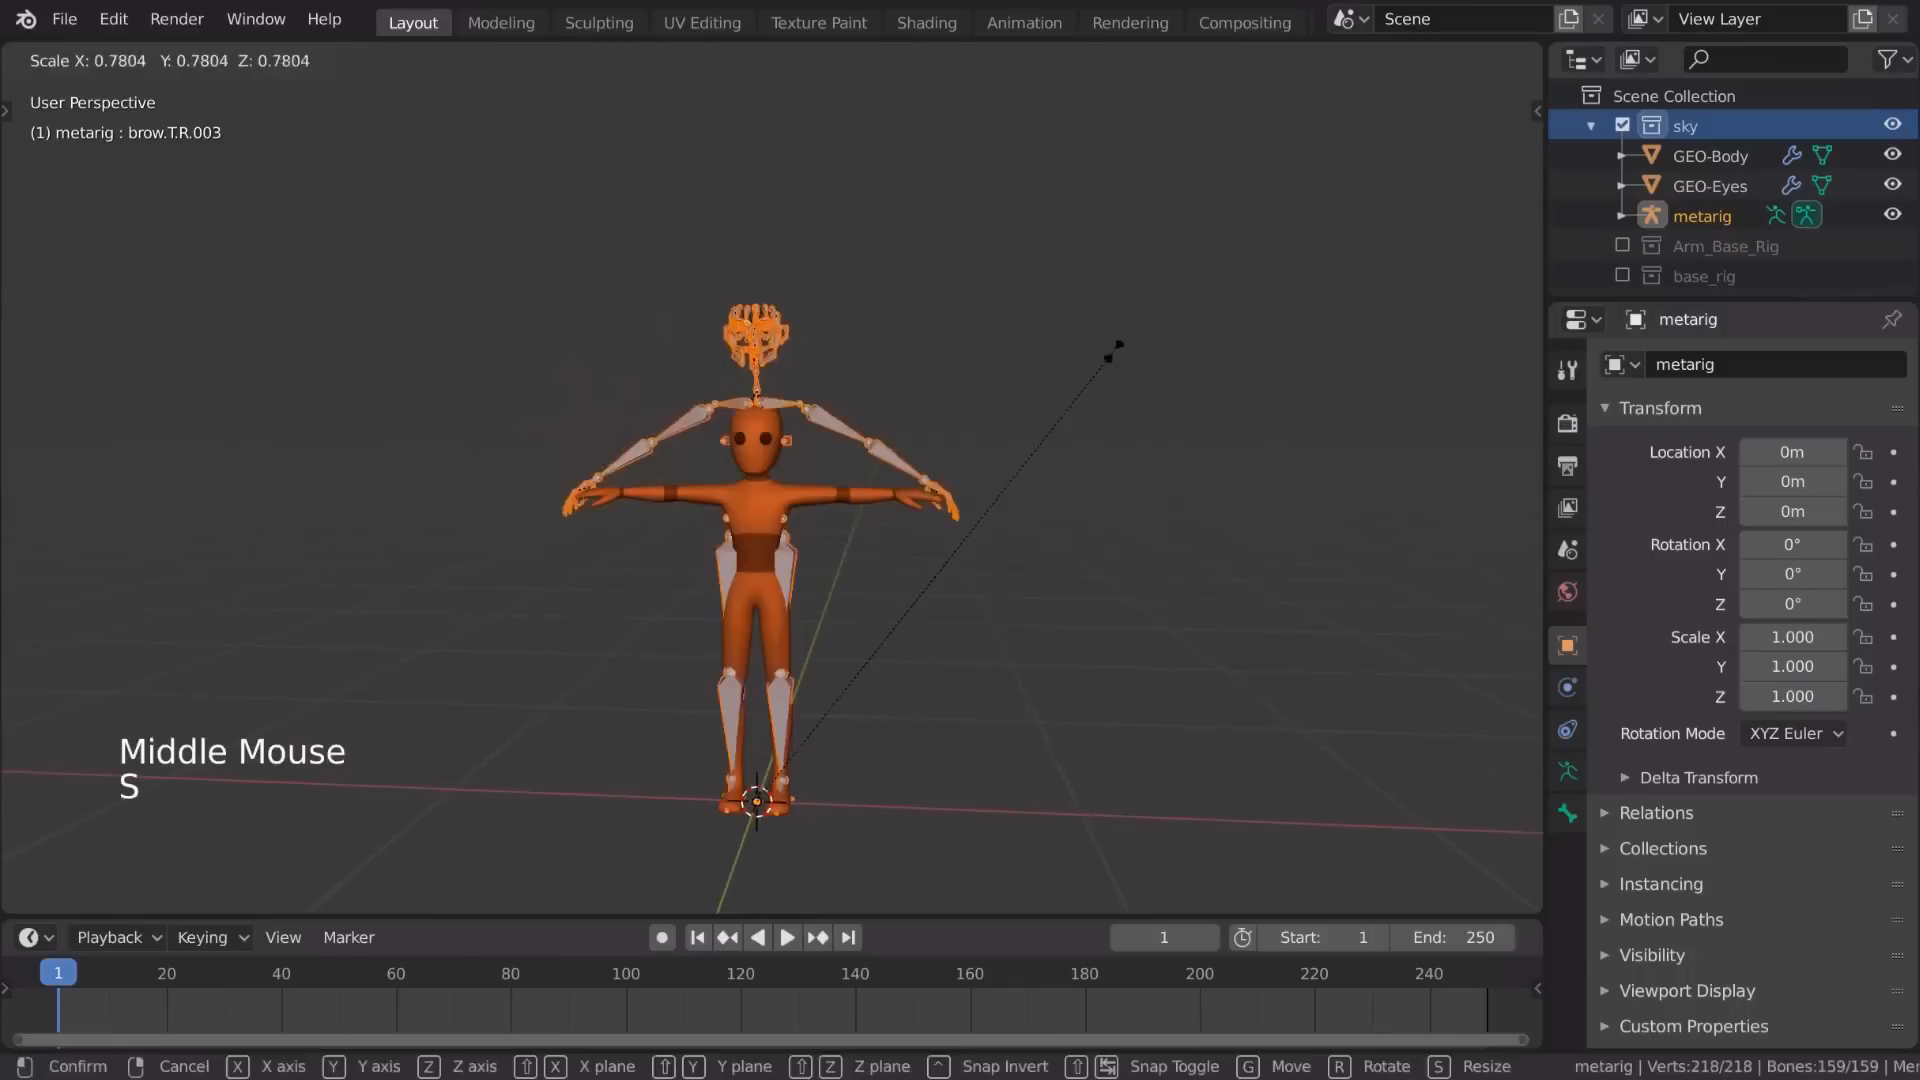 File Edit Render Window Help Layout Modeling Sculpting UV Editing Texture Paint Shading Animation Rendering Compositing Scene View Layer
Scale X: 0.7804 Y: 0.7804 Z: 0.7804
User Perspective
(1) metarig : brow.T.R.003
Middle Mouse
S
Scene Collection
sky
GEO-Body
GEO-Eyes
metarig
Arm_Base_Rig
base_rig
metarig
metarig
Transform
Location X 0m
Y 0m
Z 0m
Rotation X 0°
Y 0°
Z 0°
Scale X 1.000
Y 1.000
Z 1.000
Rotation Mode XYZ Euler
Delta Transform
Relations
Collections
Instancing
Motion Paths
Visibility
Viewport Display
Custom Properties
Playback Keying View Marker 1 Start: 1 End: 250
1 20 40 60 80 100 120 140 160 180 200 220 240
Confirm Cancel X X axis Y Y axis Z Z axis X X plane Y Y plane Z Z plane Snap Invert Snap Toggle G Move R Rotate S Resize metarig | Verts:218/218 | Bones:159/159 |